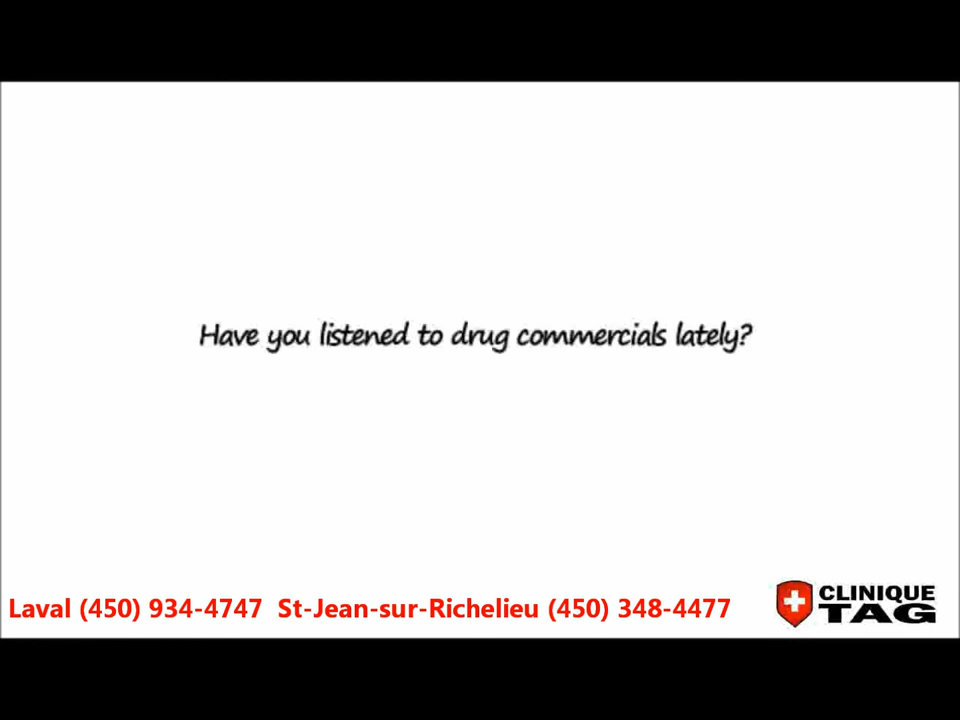 Have you listened to drug commercials lately?
Laval (450) 934-4747  St-Jean-sur-Richelieu (450) 348-4477
CLINIQUE
TAG